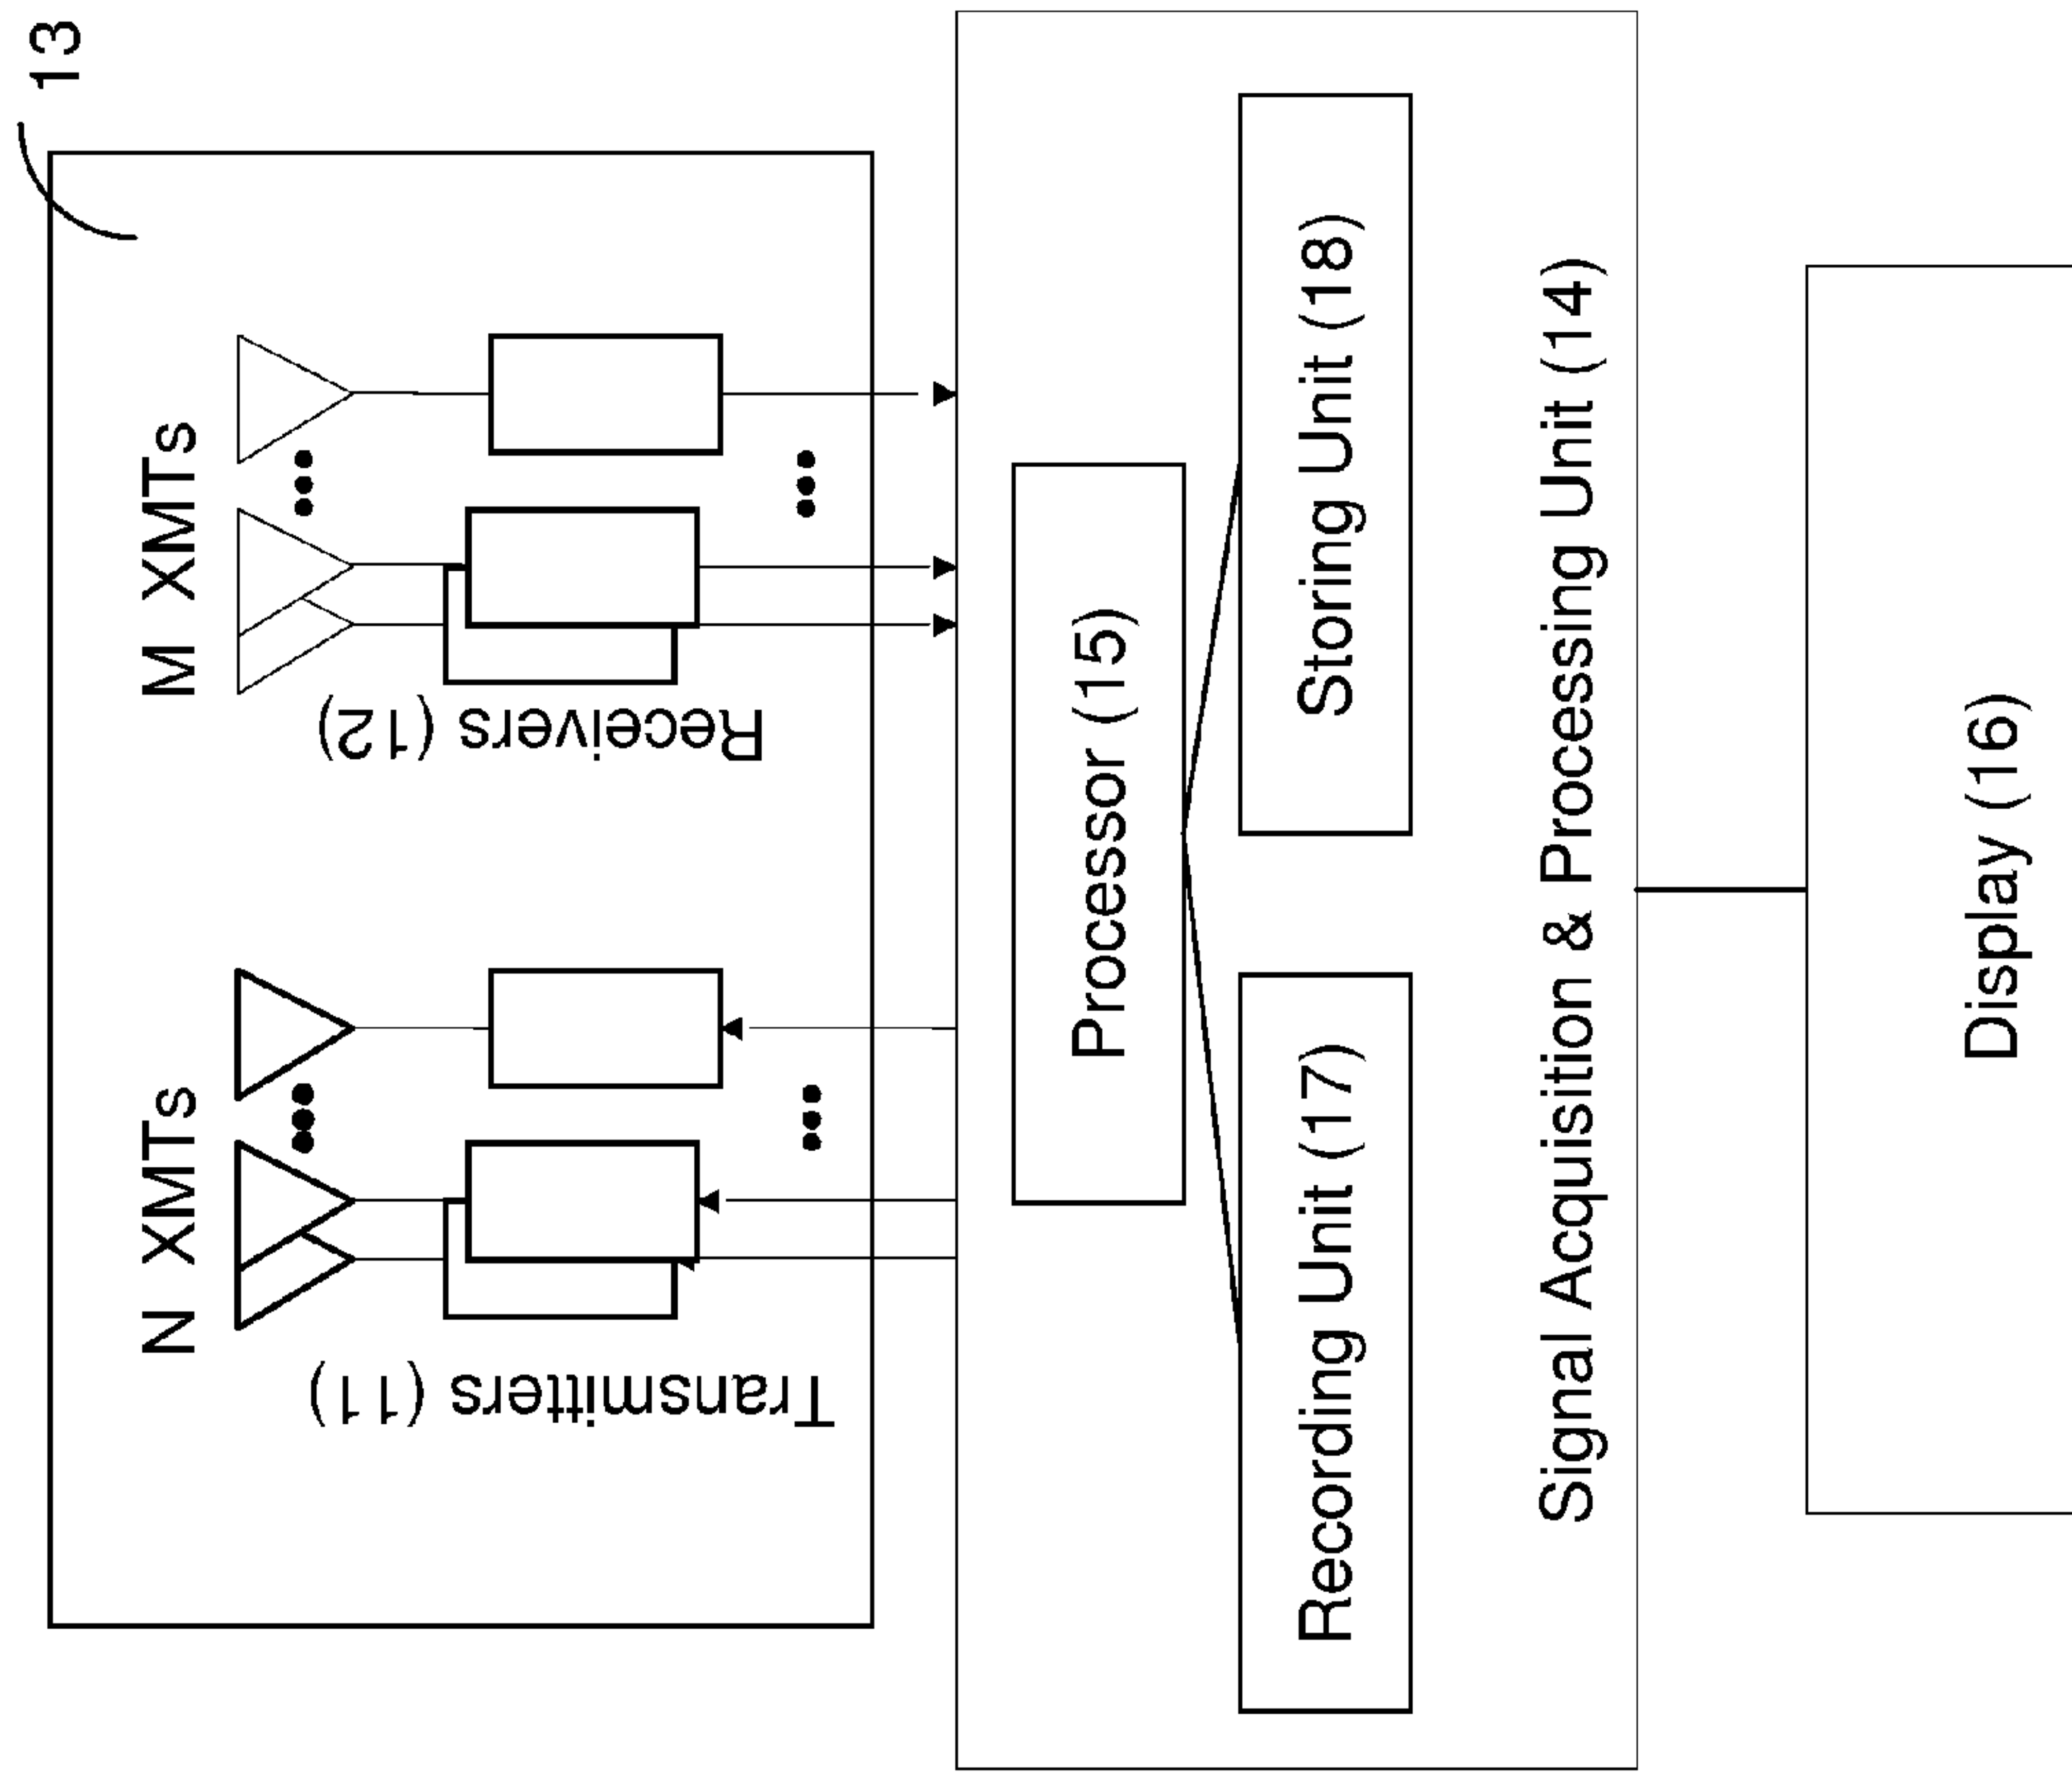 13
N XMTs
M XMTs
Transmitters (11)
Receivers (12)
Processor (15)
Recording Unit (17)
Storing Unit (18)
Signal Acquisition & Processing Unit (14)
Display (16)